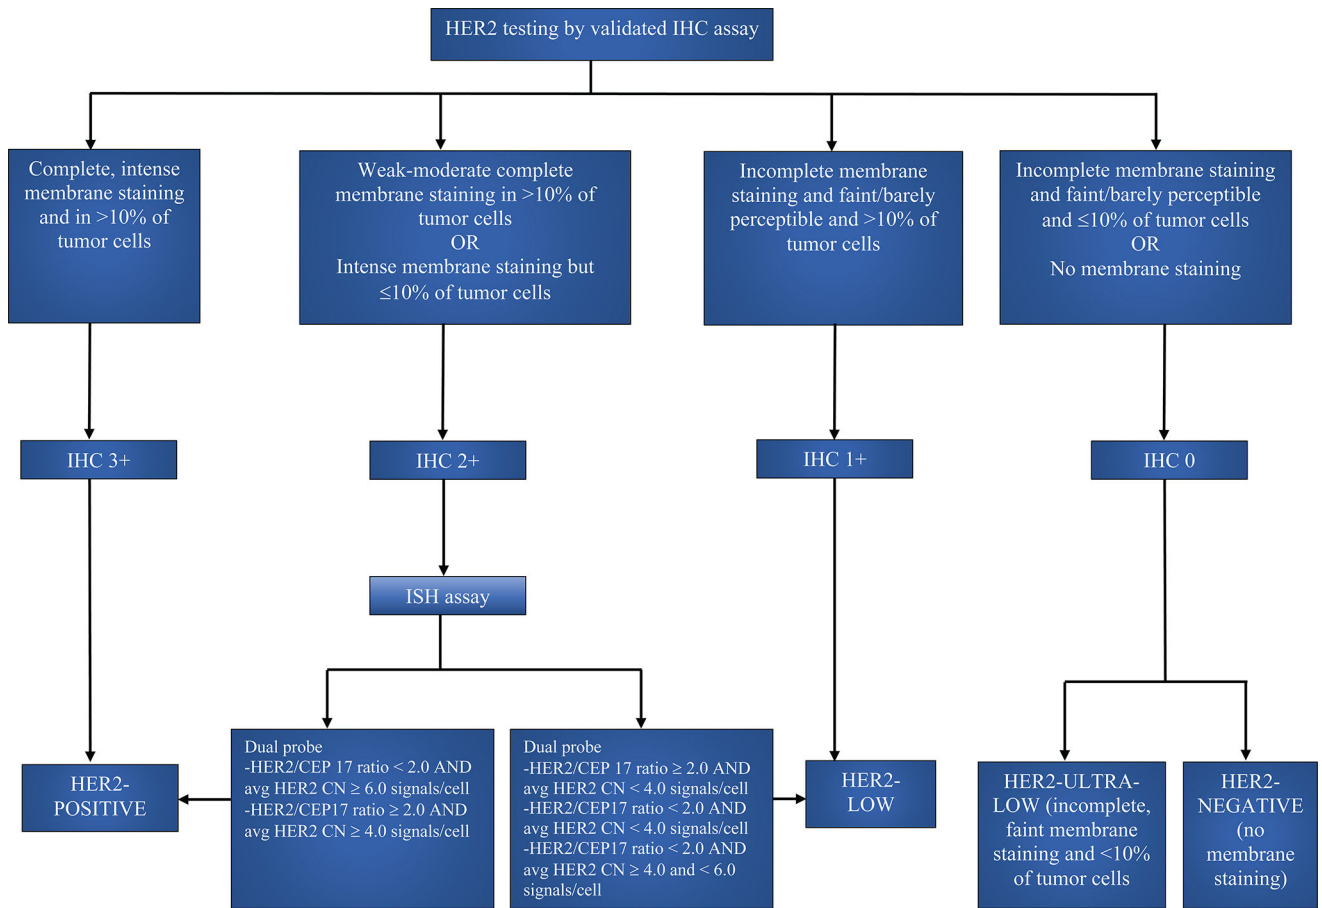 HER2 testing by validated IHC assay
Complete, intense
membrane staining
and in >10% of
tumor cells
Weak-moderate complete
membrane staining in >10% of
tumor cells
OR
Intense membrane staining but
≤10% of tumor cells
Incomplete membrane
staining and faint/barely
perceptible and >10% of
tumor cells
Incomplete membrane staining
and faint/barely perceptible
and ≤10% of tumor cells
OR
No membrane staining
IHC 3+
IHC 2+
IHC 1+
IHC 0
ISH assay
HER2-
POSITIVE
Dual probe
-HER2/CEP 17 ratio < 2.0 AND
avg HER2 CN ≥ 6.0 signals/cell
-HER2/CEP17 ratio ≥ 2.0 AND
avg HER2 CN ≥ 4.0 signals/cell
Dual probe
-HER2/CEP 17 ratio ≥ 2.0 AND
avg HER2 CN < 4.0 signals/cell
-HER2/CEP17 ratio < 2.0 AND
avg HER2 CN < 4.0 signals/cell
-HER2/CEP17 ratio < 2.0 AND
avg HER2 CN ≥ 4.0 and < 6.0
signals/cell
HER2-
LOW
HER2-ULTRA-
LOW (incomplete,
faint membrane
staining and <10%
of tumor cells
HER2-
NEGATIVE
(no
membrane
staining)